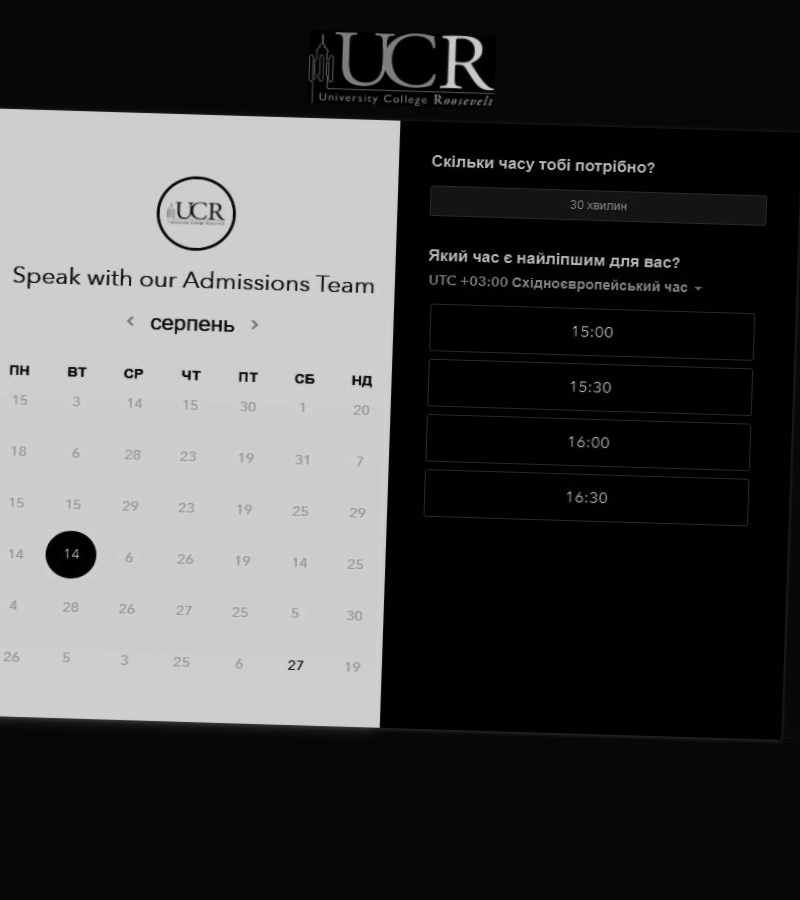 UCR
University College Roosevelt
UCR
University College Roosevelt
Speak with our Admissions Team
серпень
ПН ВТ СР ЧТ ПТ СБ НД
15 3 14 15 30 1 20
18 6 28 23 19 31 7
15 15 29 23 19 25 29
14 14 6 26 19 14 25
4 28 26 27 25 5 30
26 5 3 25 6 27 19
Скільки часу тобі потрібно?
30 хвилин
Який час є найліпшим для вас?
UTC +03:00 Східноєвропейський час
15:00
15:30
16:00
16:30